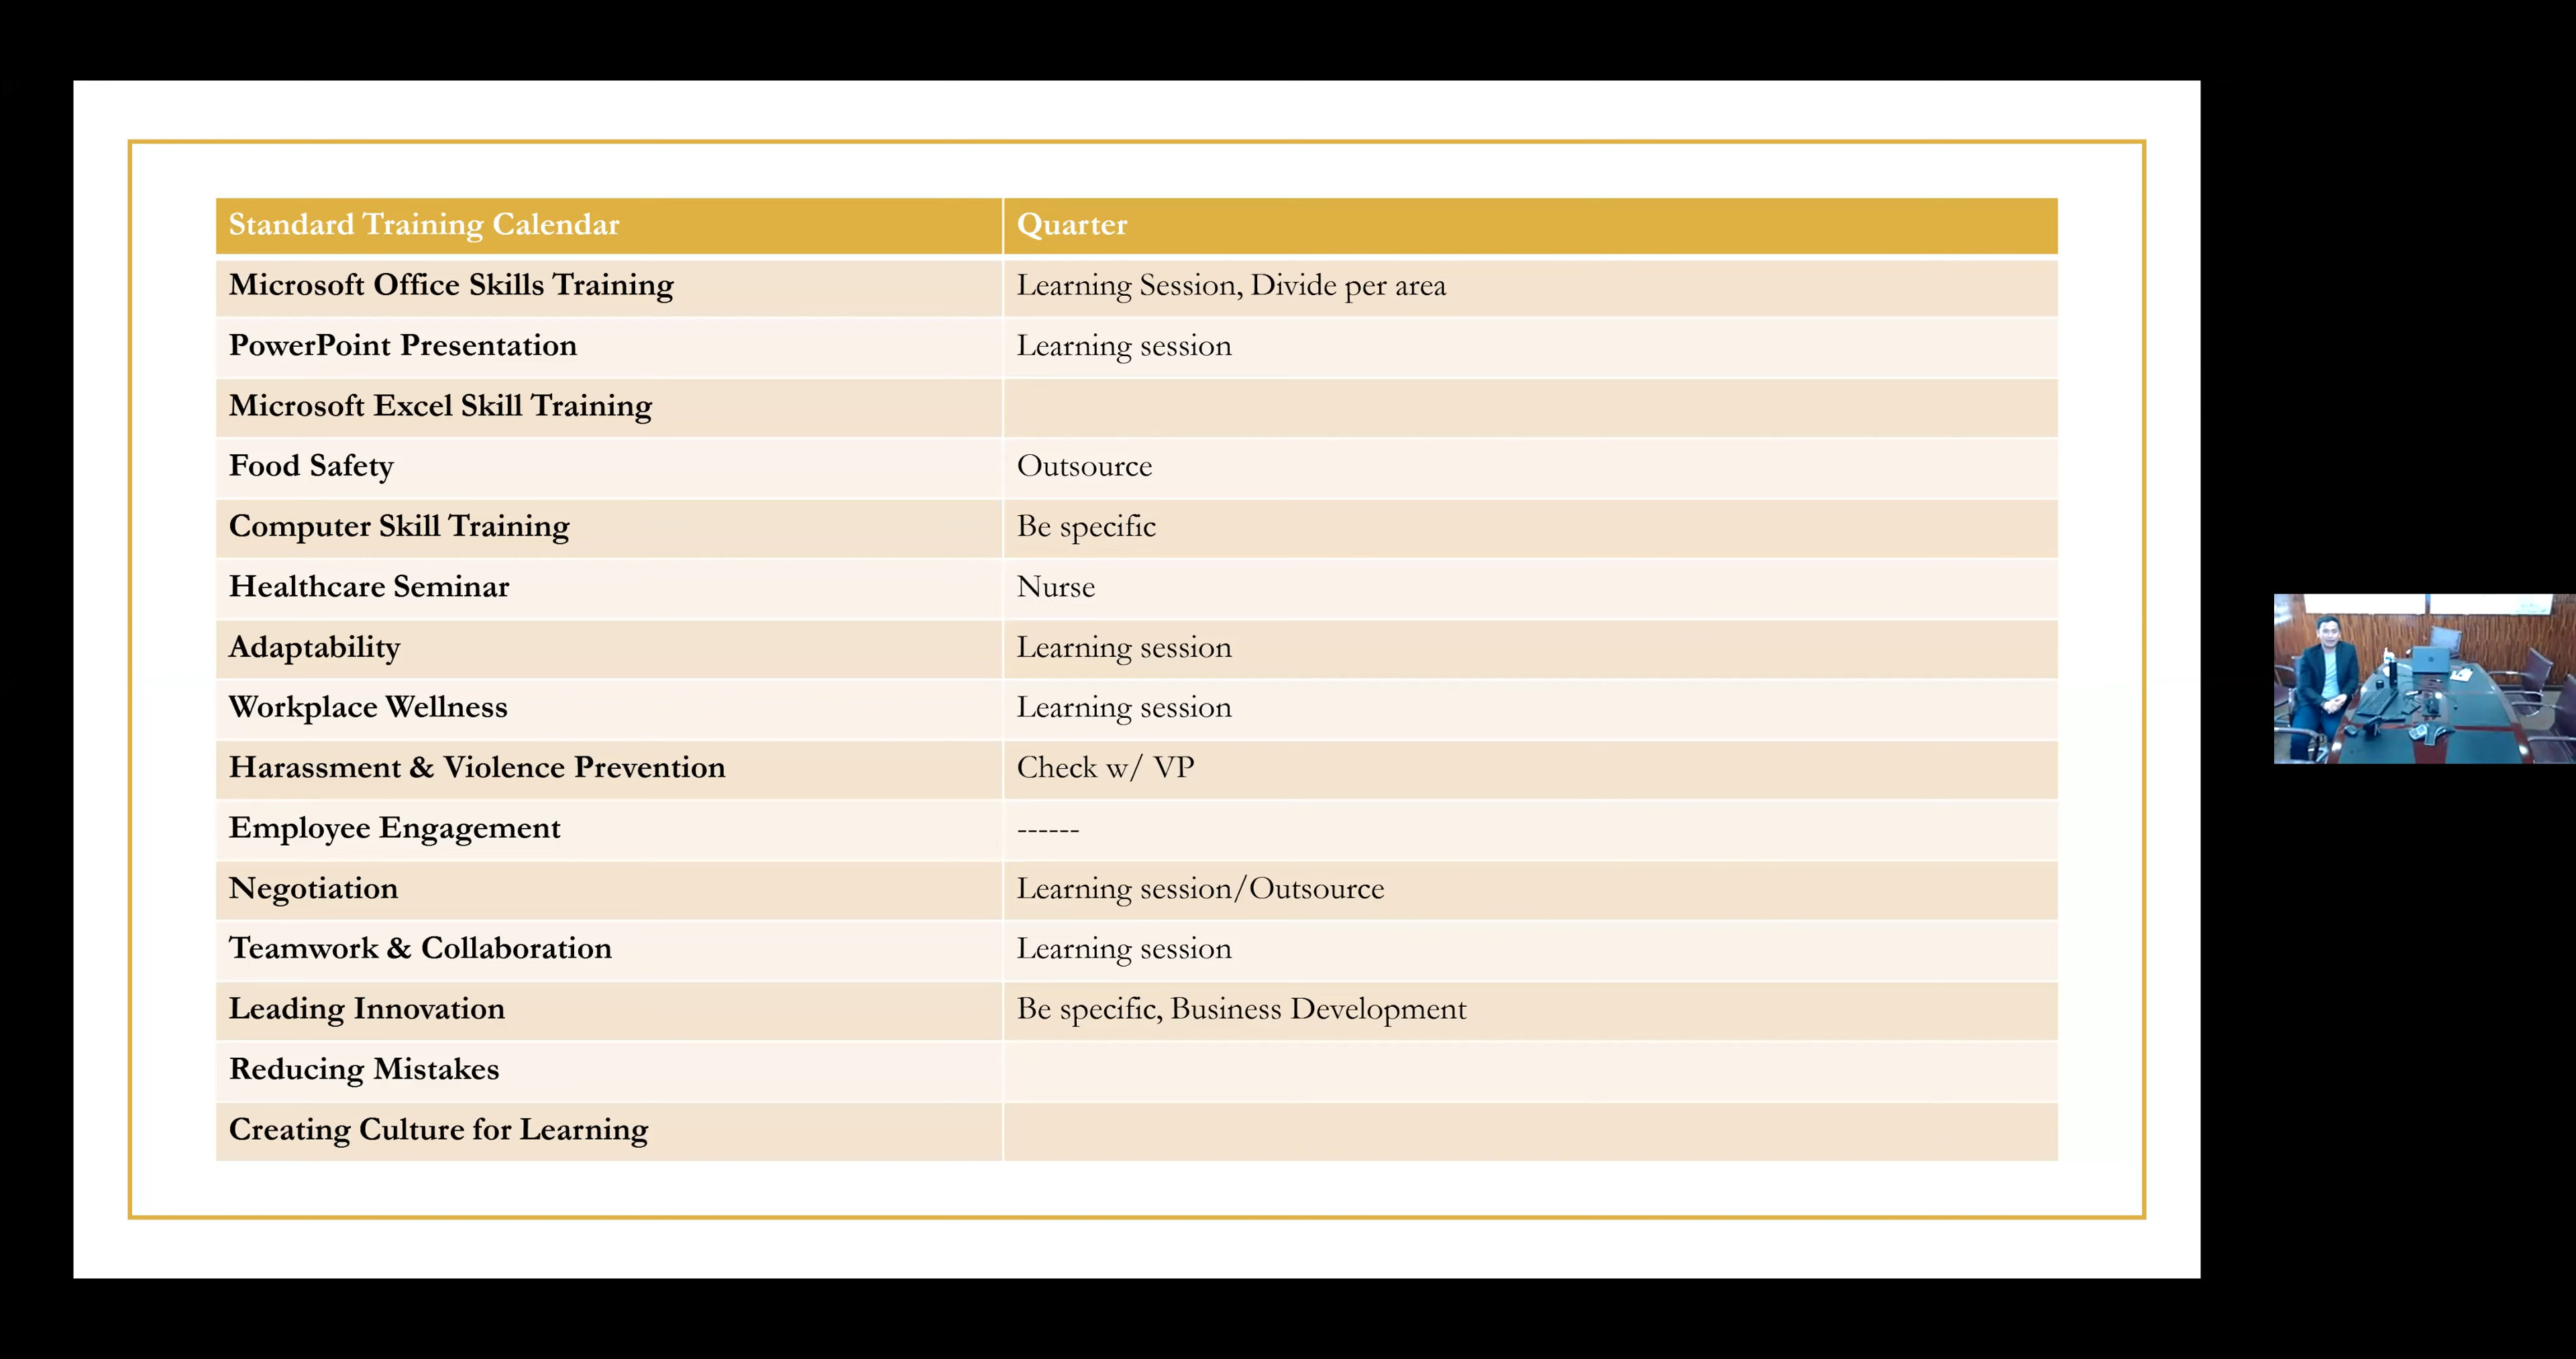 Standard Training Calendar Quarter
Microsoft Office Skills Training Learning Session, Divide per area
PowerPoint Presentation Learning session
Microsoft Excel Skill Training
Food Safety Outsource
Computer Skill Training Be specific
Healthcare Seminar Nurse
Adaptability Learning session
Workplace Wellness Learning session
Harassment & Violence Prevention Check w/ VP
Employee Engagement ------
Negotiation Learning session/Outsource
Teamwork & Collaboration Learning session
Leading Innovation Be specific, Business Development
Reducing Mistakes
Creating Culture for Learning